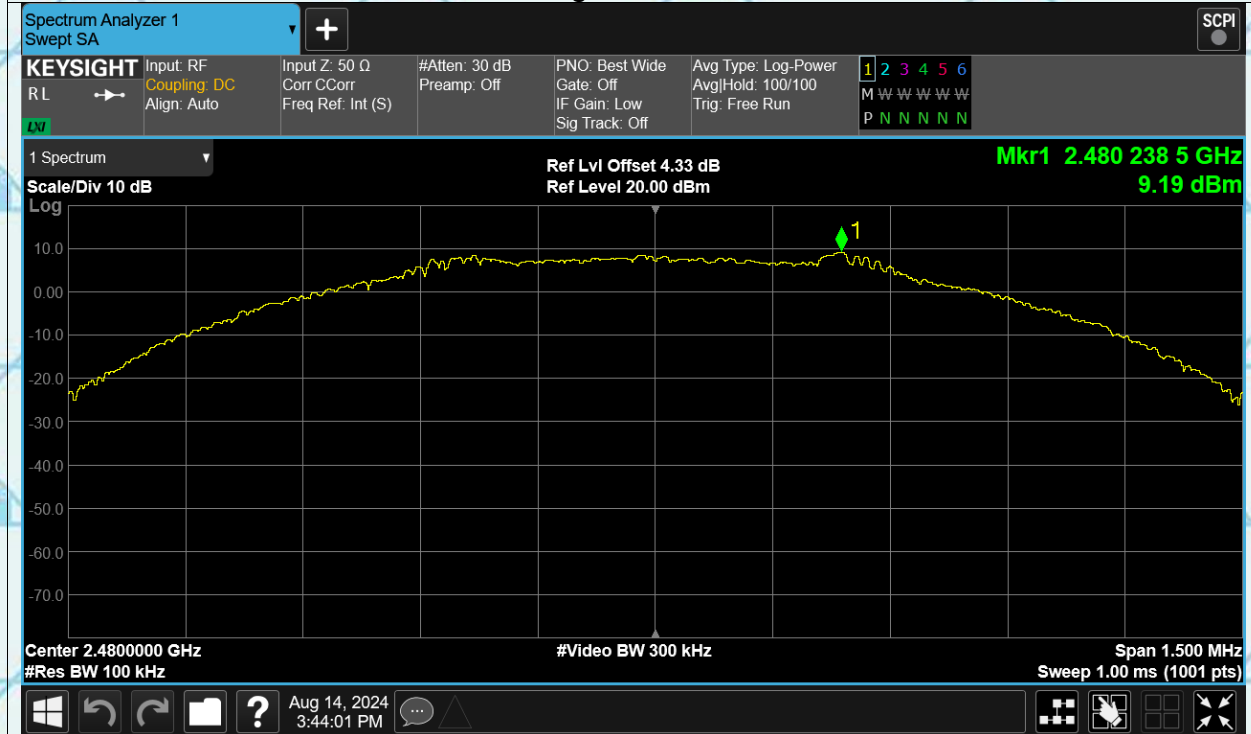 Spectrum Analyzer 1
Swept SA
+
SCPI
KEYSIGHT
R L
LXI
Input: RF
Coupling: DC
Align: Auto
Input Z: 50 Ω
Corr CCorr
Freq Ref: Int (S)
#Atten: 30 dB
Preamp: Off
PNO: Best Wide
Gate: Off
IF Gain: Low
Sig Track: Off
Avg Type: Log-Power
Avg|Hold: 100/100
Trig: Free Run
1 2 3 4 5 6
M W W W W W
P N N N N N
1 Spectrum
Scale/Div 10 dB
Log
Ref Lvl Offset 4.33 dB
Ref Level 20.00 dBm
Mkr1 2.480 238 5 GHz
9.19 dBm
1
10.0
0.00
-10.0
-20.0
-30.0
-40.0
-50.0
-60.0
-70.0
Center 2.4800000 GHz
#Res BW 100 kHz
#Video BW 300 kHz
Span 1.500 MHz
Sweep 1.00 ms (1001 pts)
?
Aug 14, 2024
3:44:01 PM